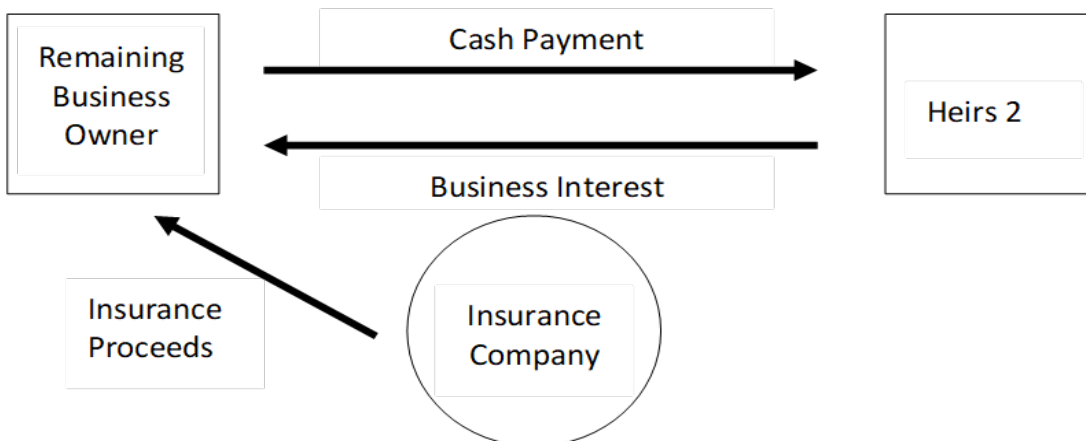 Remaining
Business
Owner
Cash Payment
Heirs 2
Business Interest
Insurance
Proceeds
Insurance
Company